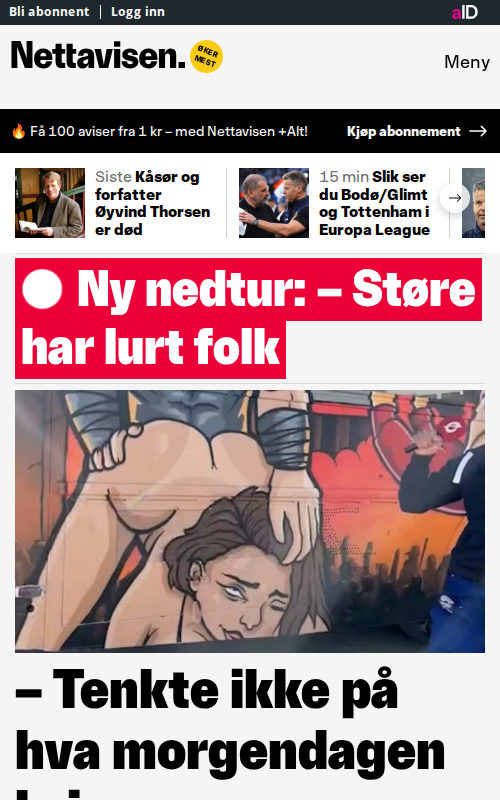 Bli abonnent
Logg inn
aID
Nettavisen.
ØKER
MEST
Meny
🔥 Få 100 aviser fra 1 kr – med Nettavisen +Alt!
Kjøp abonnement →
Siste Kåsør og
forfatter
Øyvind Thorsen
er død
15 min Slik ser
du Bodø/Glimt
og Tottenham i
Europa League
Ny nedtur: – Støre
har lurt folk
– Tenkte ikke på
hva morgendagen